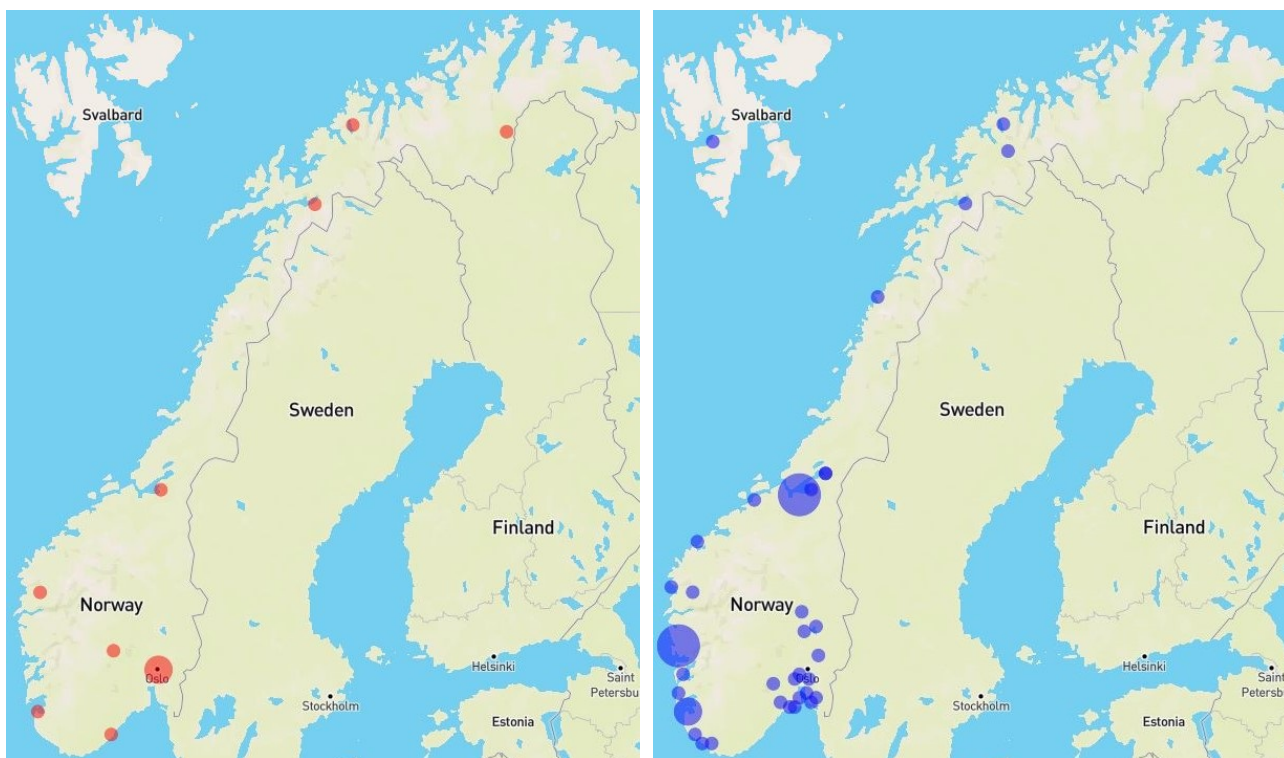 Svalbard
Sweden
Finland
Norway
Helsinki
Oslo
Saint
Petersbu
Stockholm
Estonia
Svalbard
Sweden
Finland
Norway
Helsinki
Oslo
Saint
Petersbu
Stockholm
Estonia